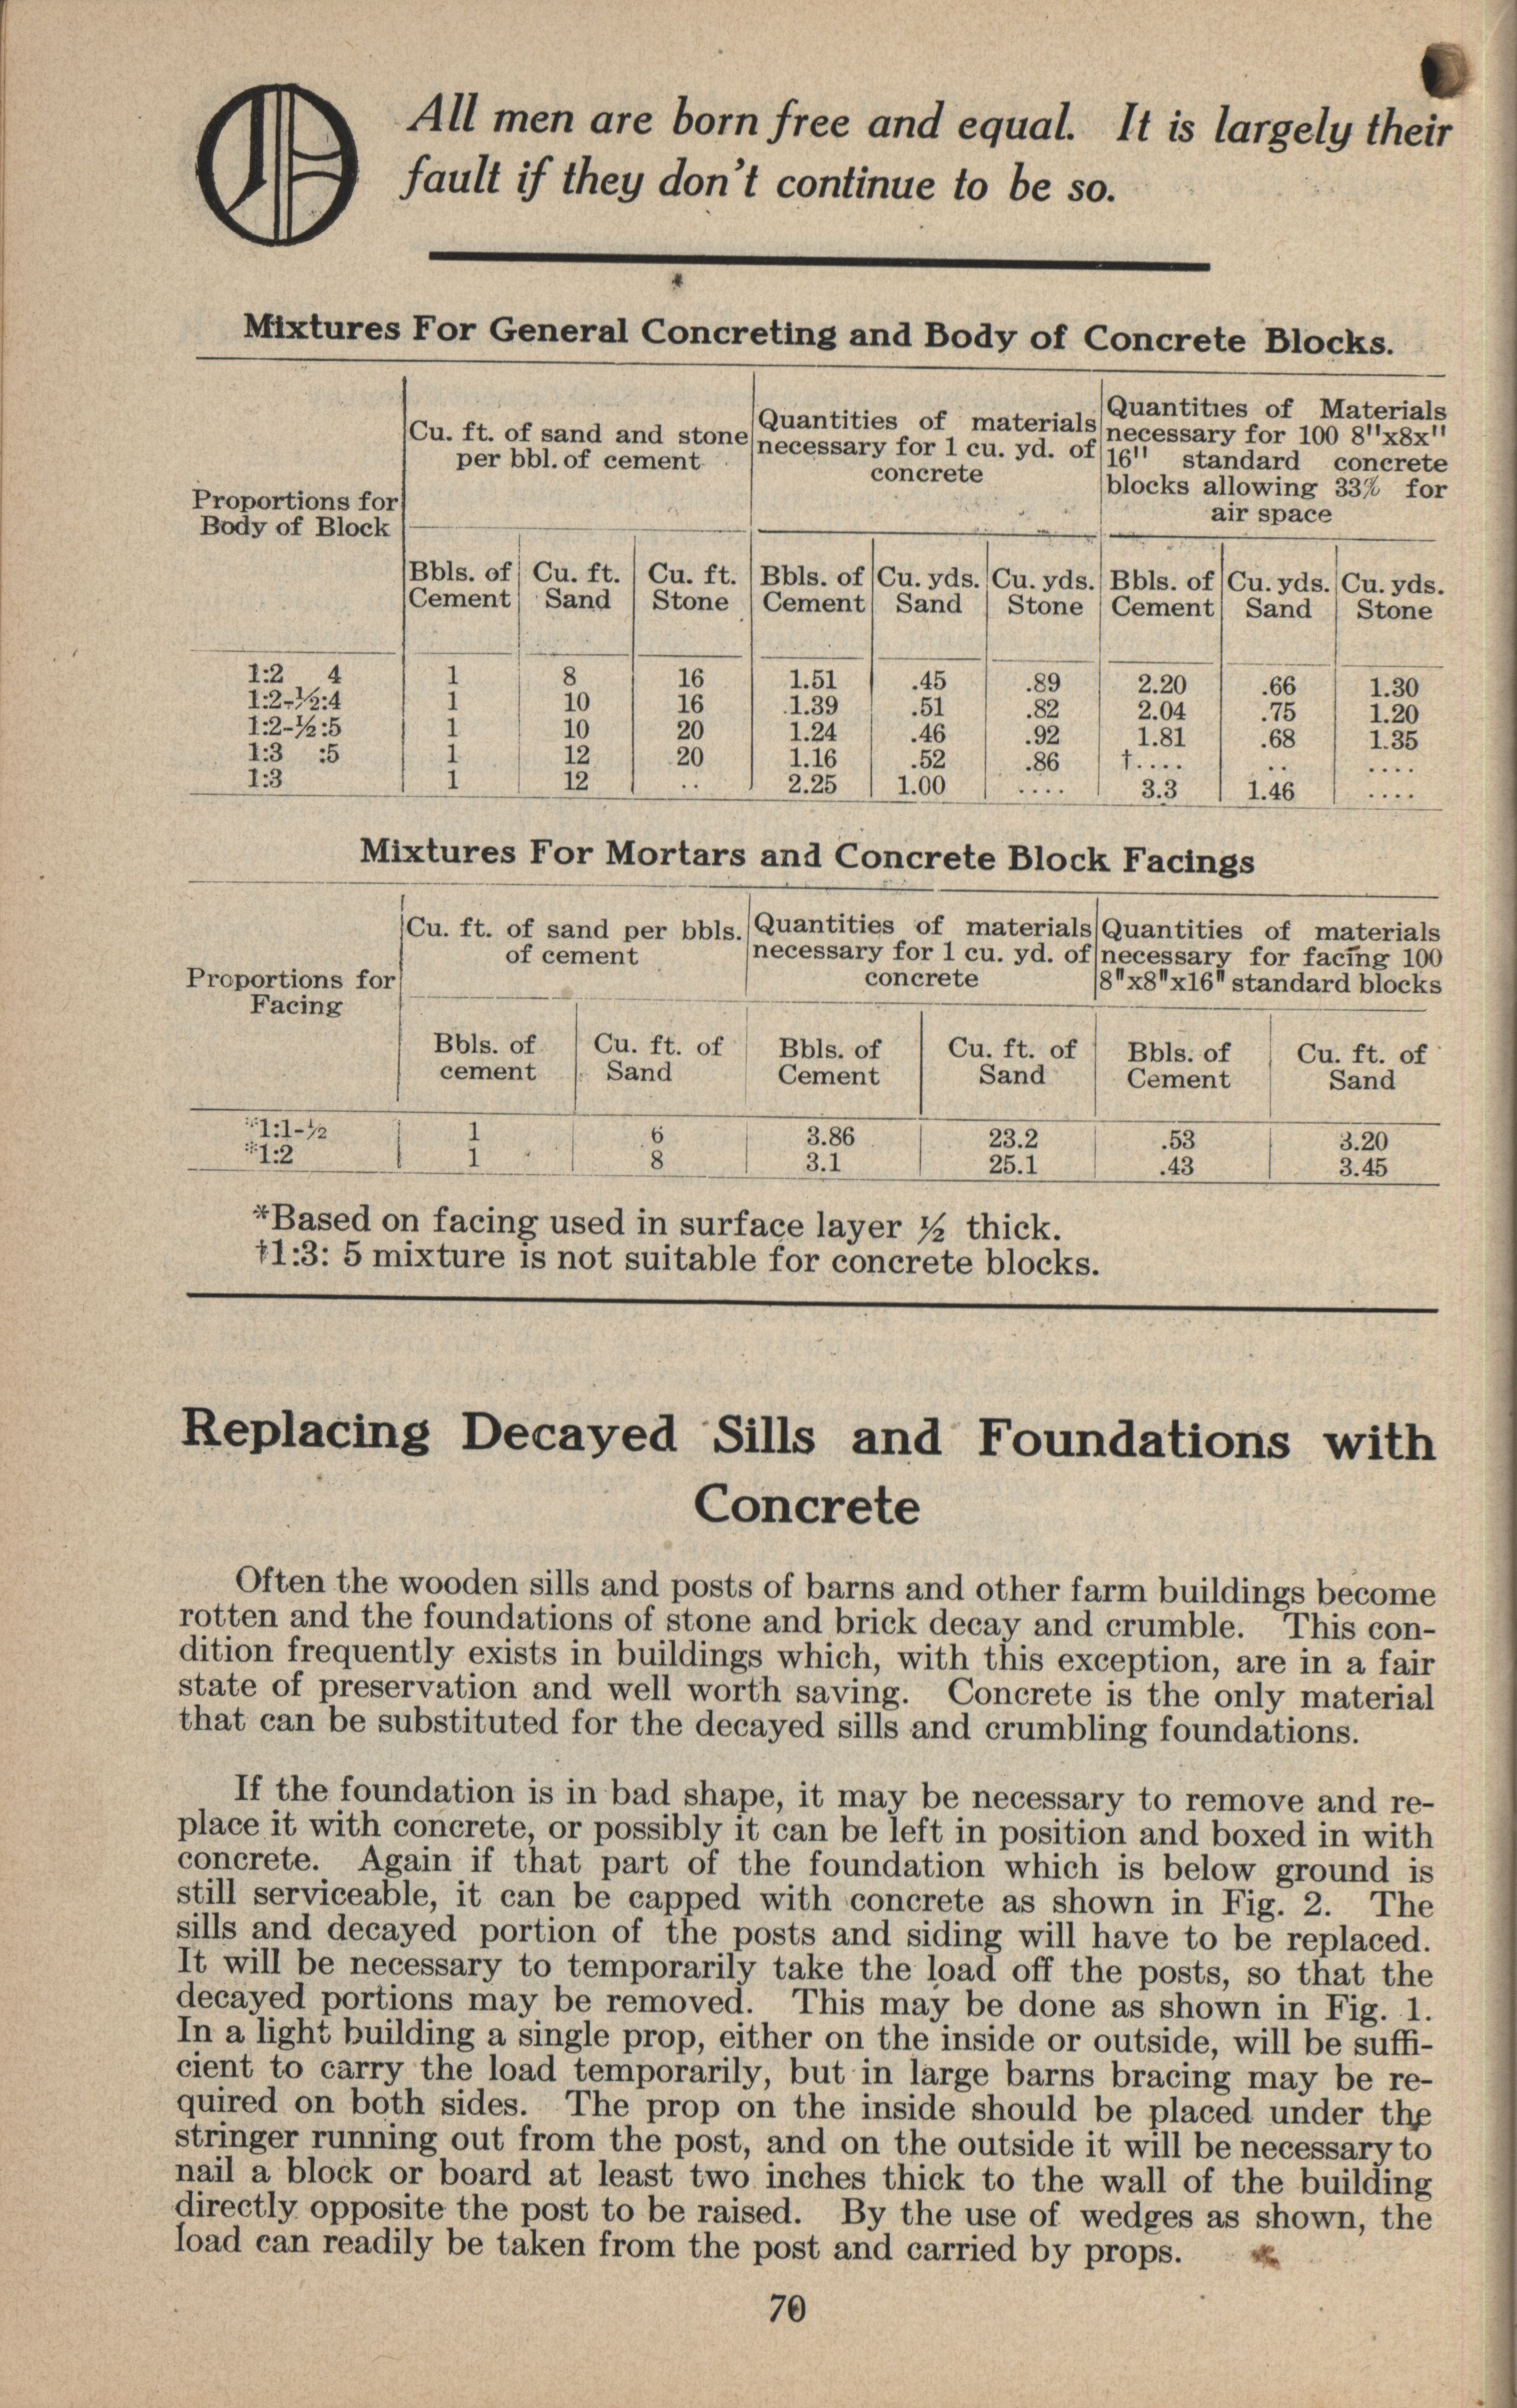 All men are born free and equal. It is largely their
fault if they don't continue to be so.
Mixtures For General Concreting and Body of Concrete Blocks.
Proportions for
Body of Block
Cu. ft. of sand and stone
per bbl. of cement
Quantities of materials
necessary for 1 cu. yd. of
concrete
Quantities of Materials
necessary for 100 8"x8x"
16" standard concrete
blocks allowing 33% for
air space
Bbls. of Cu. ft. Cu. ft. Bbls. of Cu. yds. Cu. yds. Bbls. of Cu. yds. Cu. yds.
Cement Sand Stone Cement Sand Stone Cement Sand Stone
1:2 4 1 8 16 1.51 .45 .89 2.20 .66 1.30
1:2-½:4 1 10 16 1.39 .51 .82 2.04 .75 1.20
1:2-½:5 1 10 20 1.24 .46 .92 1.81 .68 1.35
1:3 :5 1 12 20 1.16 .52 .86 †.... .. ....
1:3 1 12 .. 2.25 1.00 .... 3.3 1.46 ....
Mixtures For Mortars and Concrete Block Facings
Proportions for
Facing
Cu. ft. of sand per bbls.
of cement
Quantities of materials
necessary for 1 cu. yd. of
concrete
Quantities of materials
necessary for facing 100
8"x8"x16" standard blocks
Bbls. of Cu. ft. of Bbls. of Cu. ft. of Bbls. of Cu. ft. of
cement Sand Cement Sand Cement Sand
*1:1-½ 1 6 3.86 23.2 .53 3.20
*1:2 1 8 3.1 25.1 .43 3.45
*Based on facing used in surface layer ½ thick.
†1:3: 5 mixture is not suitable for concrete blocks.
Replacing Decayed Sills and Foundations with
Concrete
Often the wooden sills and posts of barns and other farm buildings become
rotten and the foundations of stone and brick decay and crumble. This con-
dition frequently exists in buildings which, with this exception, are in a fair
state of preservation and well worth saving. Concrete is the only material
that can be substituted for the decayed sills and crumbling foundations.
If the foundation is in bad shape, it may be necessary to remove and re-
place it with concrete, or possibly it can be left in position and boxed in with
concrete. Again if that part of the foundation which is below ground is
still serviceable, it can be capped with concrete as shown in Fig. 2. The
sills and decayed portion of the posts and siding will have to be replaced.
It will be necessary to temporarily take the load off the posts, so that the
decayed portions may be removed. This may be done as shown in Fig. 1.
In a light building a single prop, either on the inside or outside, will be suffi-
cient to carry the load temporarily, but in large barns bracing may be re-
quired on both sides. The prop on the inside should be placed under the
stringer running out from the post, and on the outside it will be necessary to
nail a block or board at least two inches thick to the wall of the building
directly opposite the post to be raised. By the use of wedges as shown, the
load can readily be taken from the post and carried by props.
70